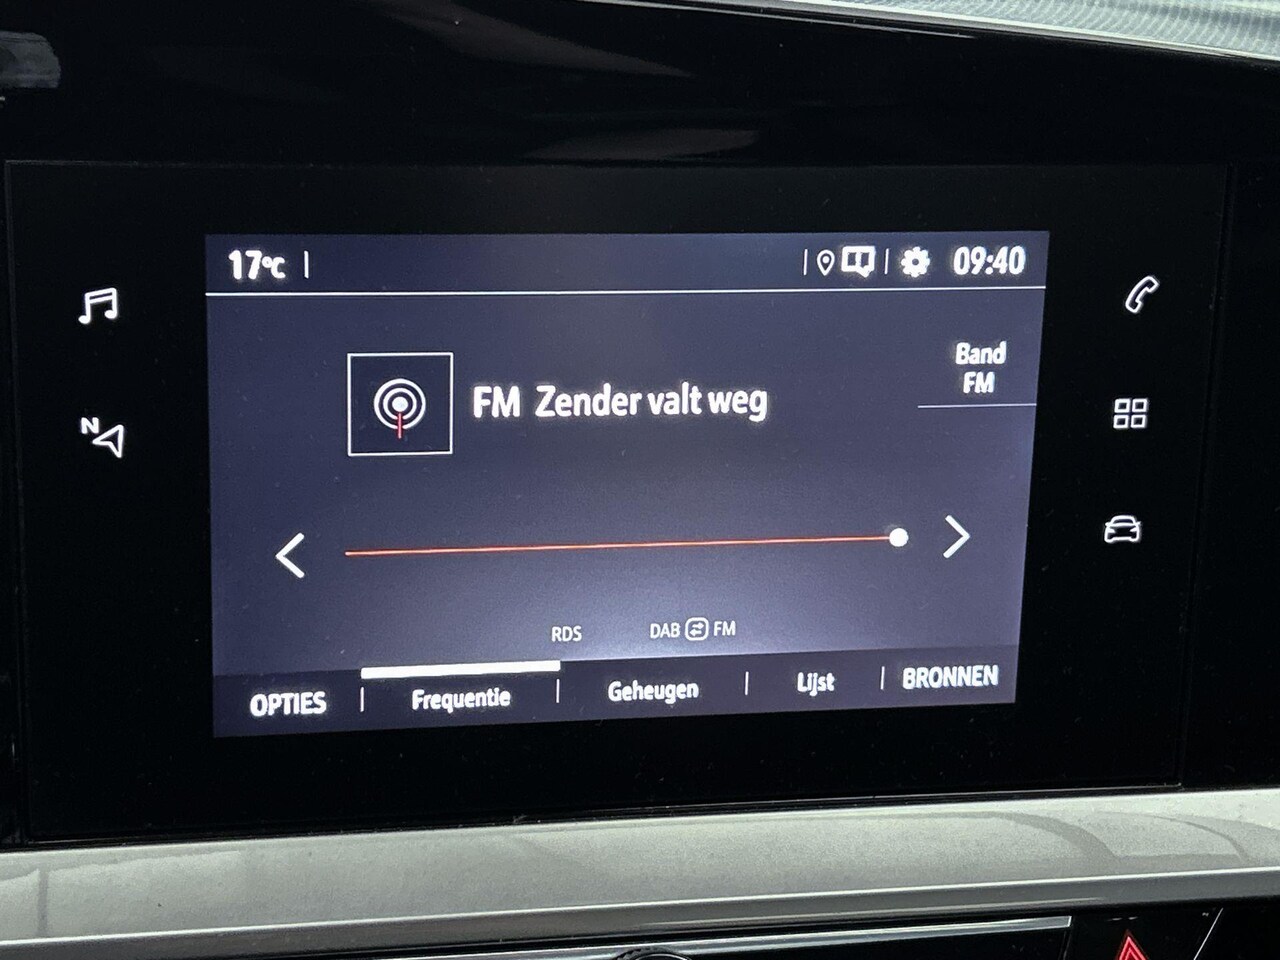 17°C
09:40
Band
FM
FM Zender valt weg
N
RDS DAB FM
OPTIES Frequentie Geheugen Lijst BRONNEN